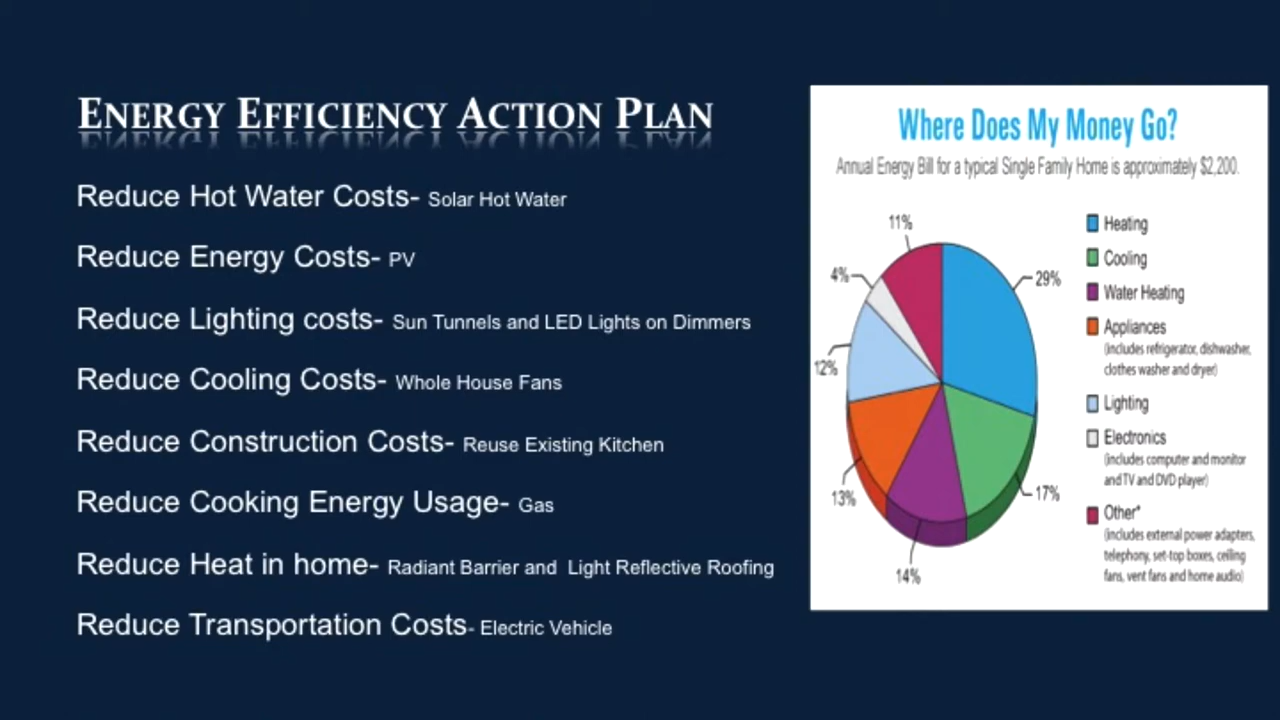 ENERGY EFFICIENCY ACTION PLAN
Reduce Hot Water Costs- Solar Hot Water
Reduce Energy Costs- PV
Reduce Lighting costs- Sun Tunnels and LED Lights on Dimmers
Reduce Cooling Costs- Whole House Fans
Reduce Construction Costs- Reuse Existing Kitchen
Reduce Cooking Energy Usage- Gas
Reduce Heat in home- Radiant Barrier and Light Reflective Roofing
Reduce Transportation Costs- Electric Vehicle
Where Does My Money Go?
Annual Energy Bill for a typical Single Family Home is approximately $2,200.
11%
4%
29%
12%
13%
17%
14%
Heating
Cooling
Water Heating
Appliances
(includes refrigerator, dishwasher,
clothes washer and dryer)
Lighting
Electronics
(includes computer and monitor
and TV and DVD player)
Other*
(includes external power adapters,
telephony, set-top boxes, ceiling
fans, vent fans and home audio)